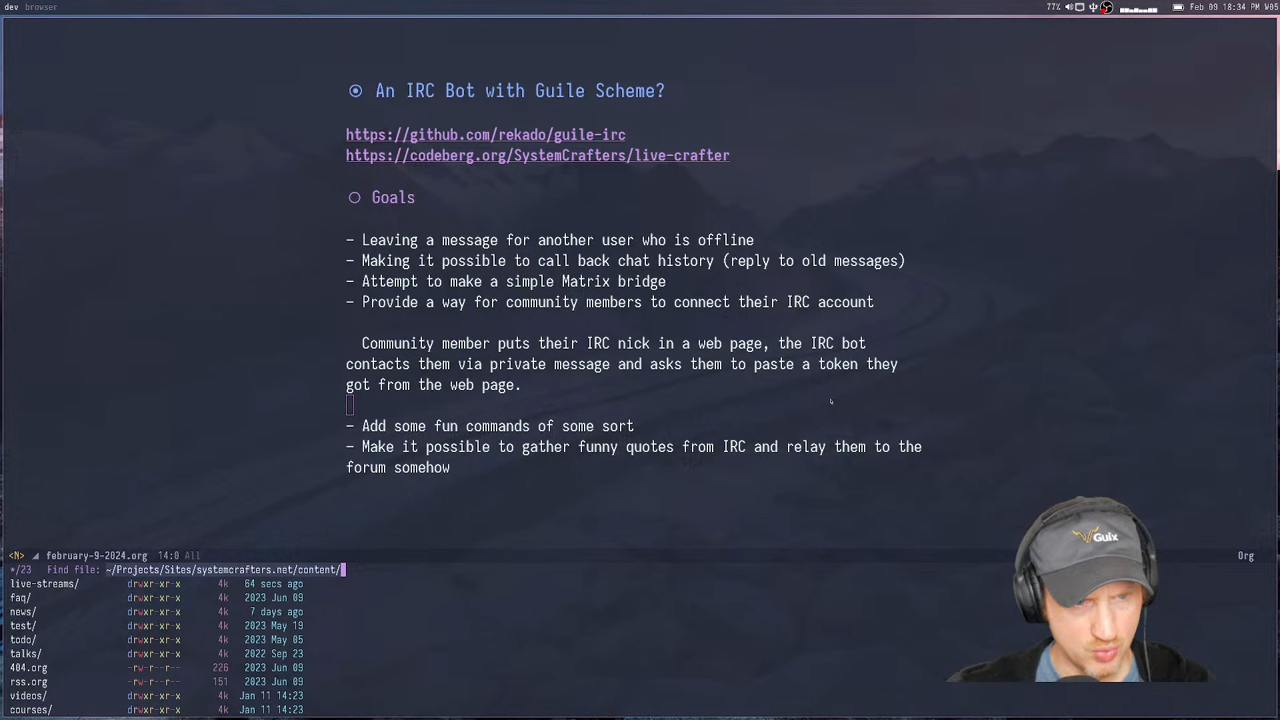 dev browser
77% Feb 09 18:34 PM W05
An IRC Bot with Guile Scheme?
https://github.com/rekado/guile-irc
https://codeberg.org/SystemCrafters/live-crafter
Goals
- Leaving a message for another user who is offline
- Making it possible to call back chat history (reply to old messages)
- Attempt to make a simple Matrix bridge
- Provide a way for community members to connect their IRC account
Community member puts their IRC nick in a web page, the IRC bot
contacts them via private message and asks them to paste a token they
got from the web page.
- Add some fun commands of some sort
- Make it possible to gather funny quotes from IRC and relay them to the
forum somehow
<N> february-9-2024.org 14:0 All Org
*/23 Find file: ~/Projects/Sites/systemcrafters.net/content/
live-streams/ drwxr-xr-x 4k 64 secs ago
faq/ drwxr-xr-x 4k 2023 Jun 09
news/ drwxr-xr-x 4k 7 days ago
test/ drwxr-xr-x 4k 2023 May 19
todo/ drwxr-xr-x 4k 2023 May 05
talks/ drwxr-xr-x 4k 2022 Sep 23
404.org -rw-r--r-- 226 2023 Jun 09
rss.org -rw-r--r-- 151 2023 Jun 09
videos/ drwxr-xr-x 4k Jan 11 14:23
courses/ drwxr-xr-x 4k Jan 11 14:23
Guix